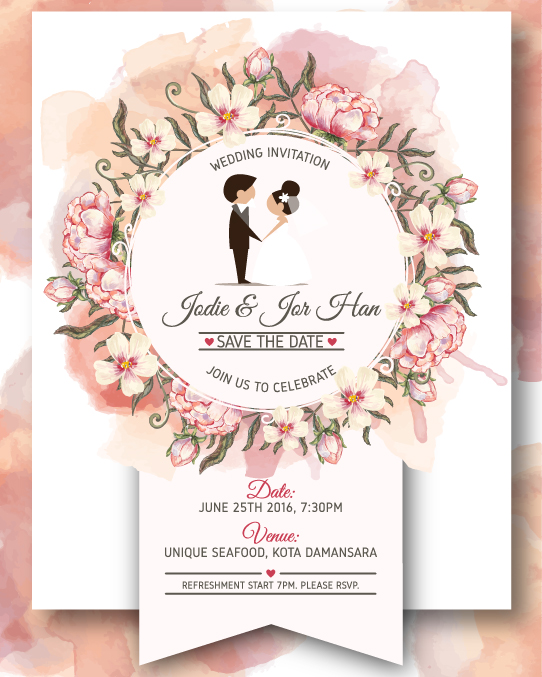 WEDDING INVITATION
Jodie & Jor Han
SAVE THE DATE
JOIN US TO CELEBRATE
Date:
JUNE 25TH 2016, 7:30PM
Venue:
UNIQUE SEAFOOD, KOTA DAMANSARA
REFRESHMENT START 7PM. PLEASE RSVP.